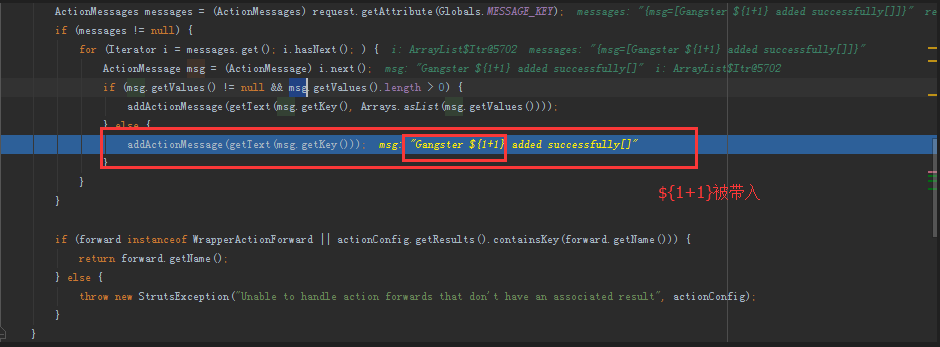 ActionMessages messages = (ActionMessages) request.getAttribute(Globals.MESSAGE_KEY);  messages: "{msg=[Gangster ${1+1} added successfully[]]}"  re
if (messages != null) {
for (Iterator i = messages.get(); i.hasNext(); ) {  i: ArrayList$Itr@5702  messages: "{msg=[Gangster ${1+1} added successfully[]]}"
ActionMessage msg = (ActionMessage) i.next();  msg: "Gangster ${1+1} added successfully[]"  i: ArrayList$Itr@5702
if (msg.getValues() != null && msg.getValues().length > 0) {
addActionMessage(getText(msg.getKey(), Arrays.asList(msg.getValues())));
} else {
addActionMessage(getText(msg.getKey()));  msg: "Gangster ${1+1} added successfully[]"
}
}
${1+1}被带入
}
if (forward instanceof WrapperActionForward || actionConfig.getResults().containsKey(forward.getName())) {
return forward.getName();
} else {
throw new StrutsException("Unable to handle action forwards that don't have an associated result", actionConfig);
}
}